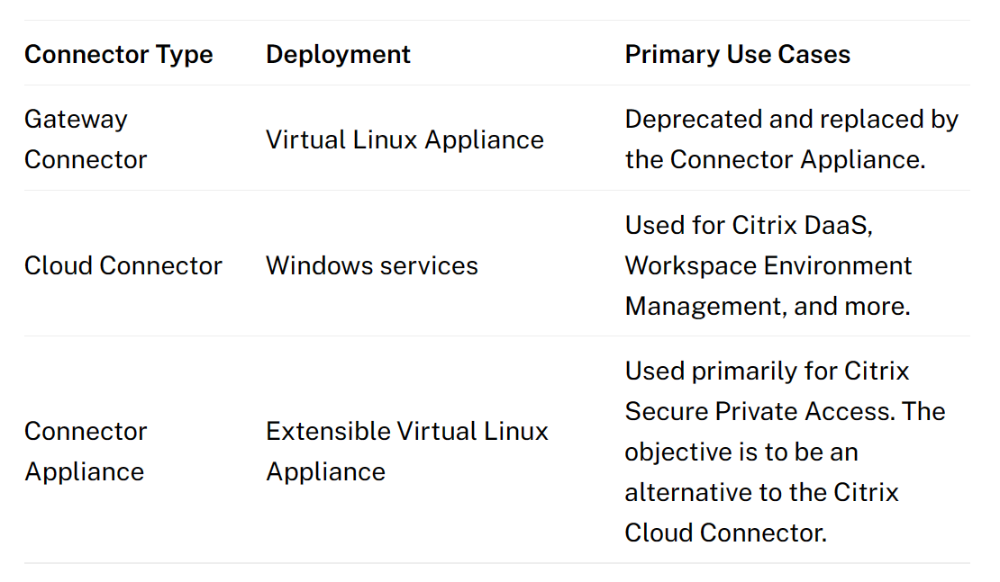 Connector Type Deployment Primary Use Cases
Gateway
Connector
Virtual Linux Appliance
Deprecated and replaced by
the Connector Appliance.
Cloud Connector
Windows services
Used for Citrix DaaS,
Workspace Environment
Management, and more.
Connector
Appliance
Extensible Virtual Linux
Appliance
Used primarily for Citrix
Secure Private Access. The
objective is to be an
alternative to the Citrix
Cloud Connector.